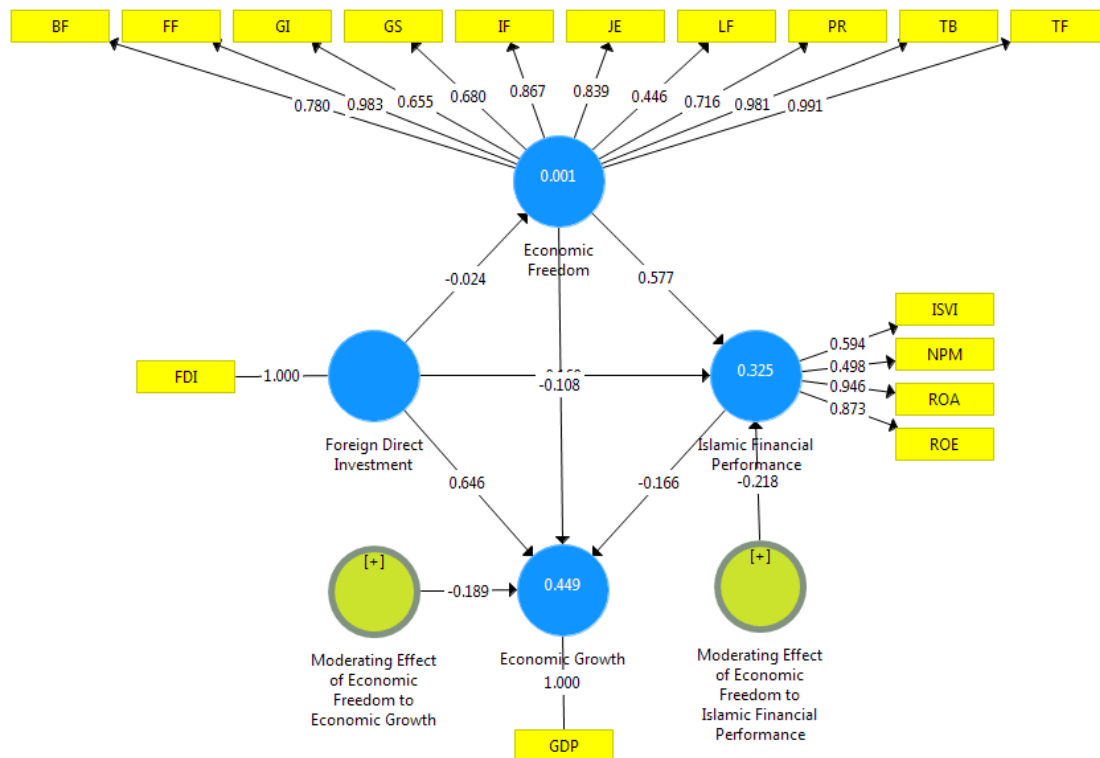 BF FF GI GS IF JE LF PR TB TF
0.780 0.983 0.655 0.680 0.867 0.839 0.446 0.716 0.981 0.991
0.001
Economic
Freedom
-0.024
0.577
ISVI
0.594
NPM
0.498
FDI
1.000
-0.108
0.325
0.946
ROA
0.873
ROE
Foreign Direct
Investment
Islamic Financial
Performance
0.646
-0.166
-0.218
[+]
-0.189
0.449
[+]
Economic Growth
1.000
Moderating Effect
of Economic
Freedom to
Economic Growth
Moderating Effect
of Economic
Freedom to
Islamic Financial
Performance
GDP